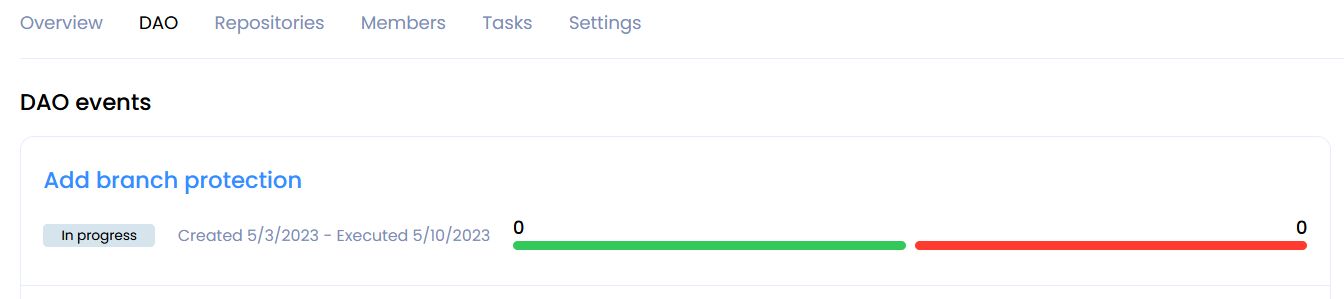 Overview DAO Repositories Members Tasks Settings
DAO events
Add branch protection
In progress Created 5/3/2023 - Executed 5/10/2023 0 0